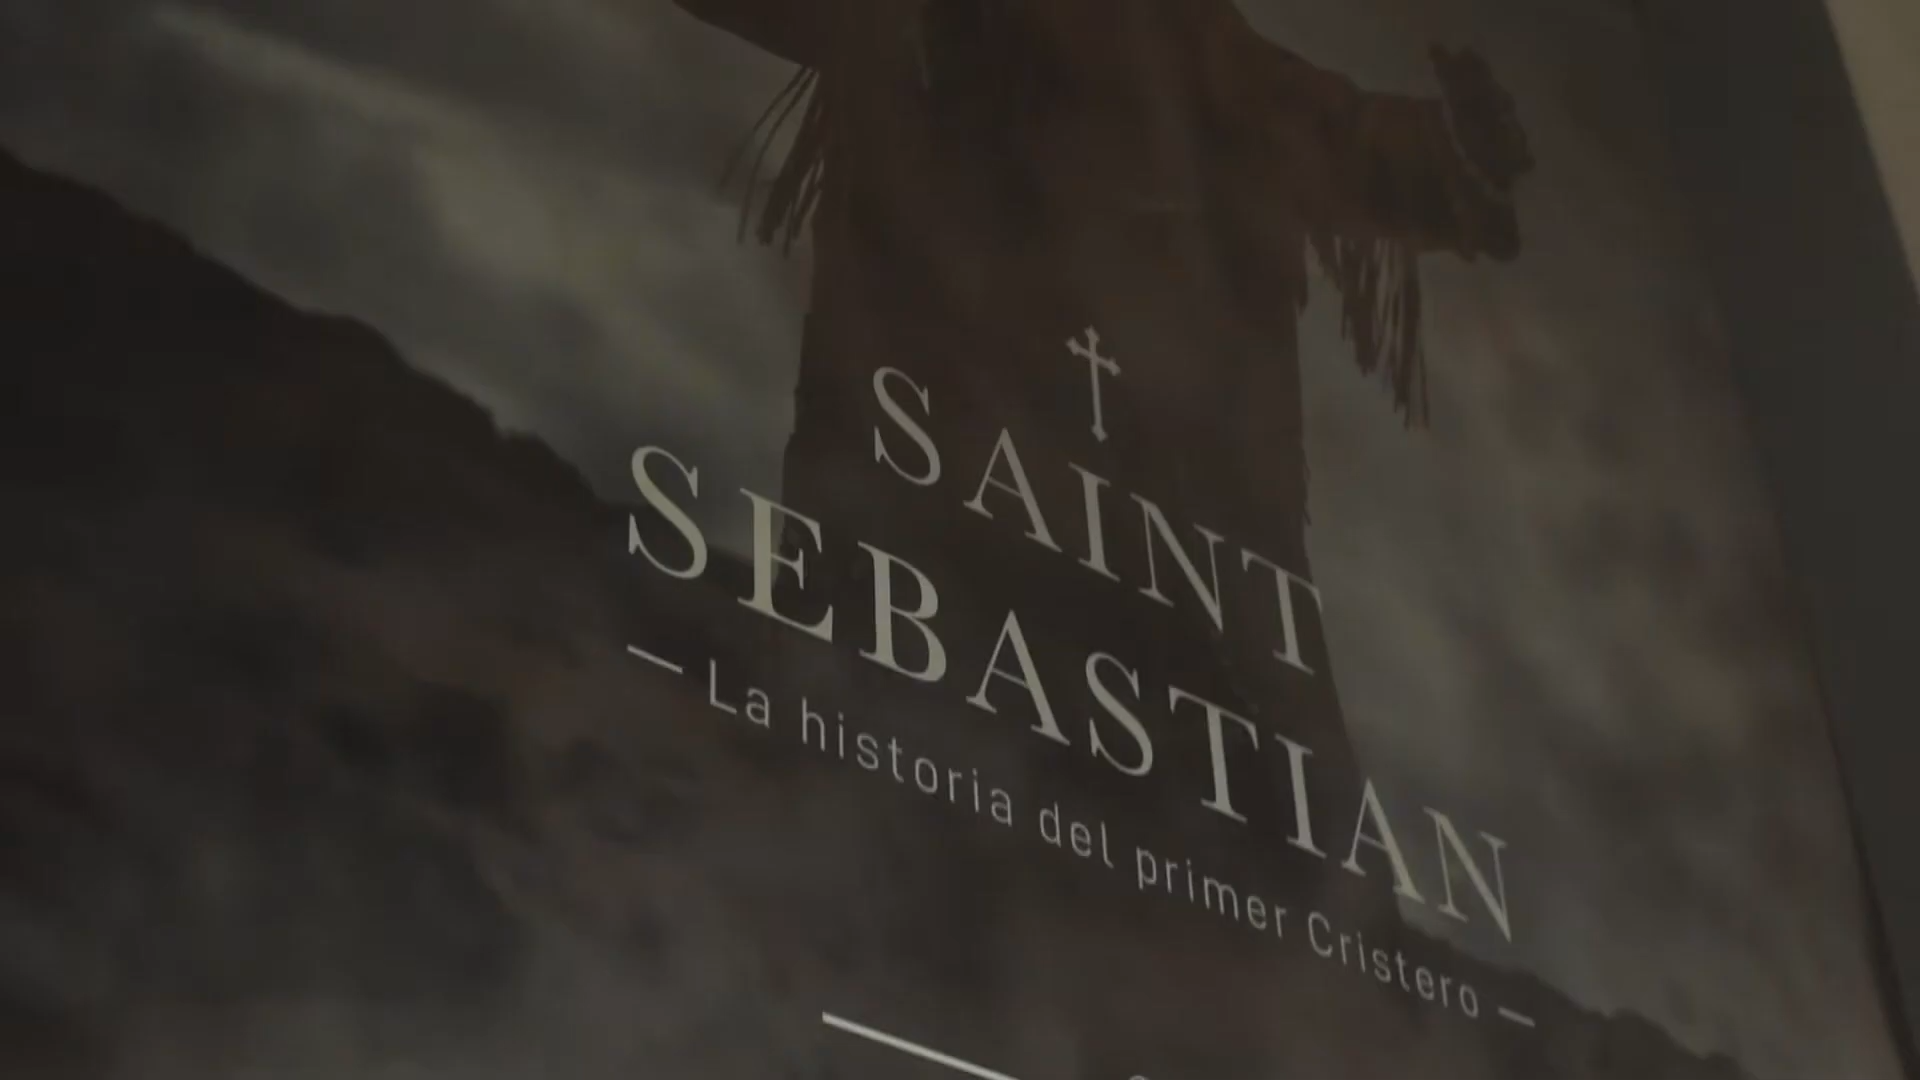 SAINT
SEBASTIAN
— La historia del primer Cristero —